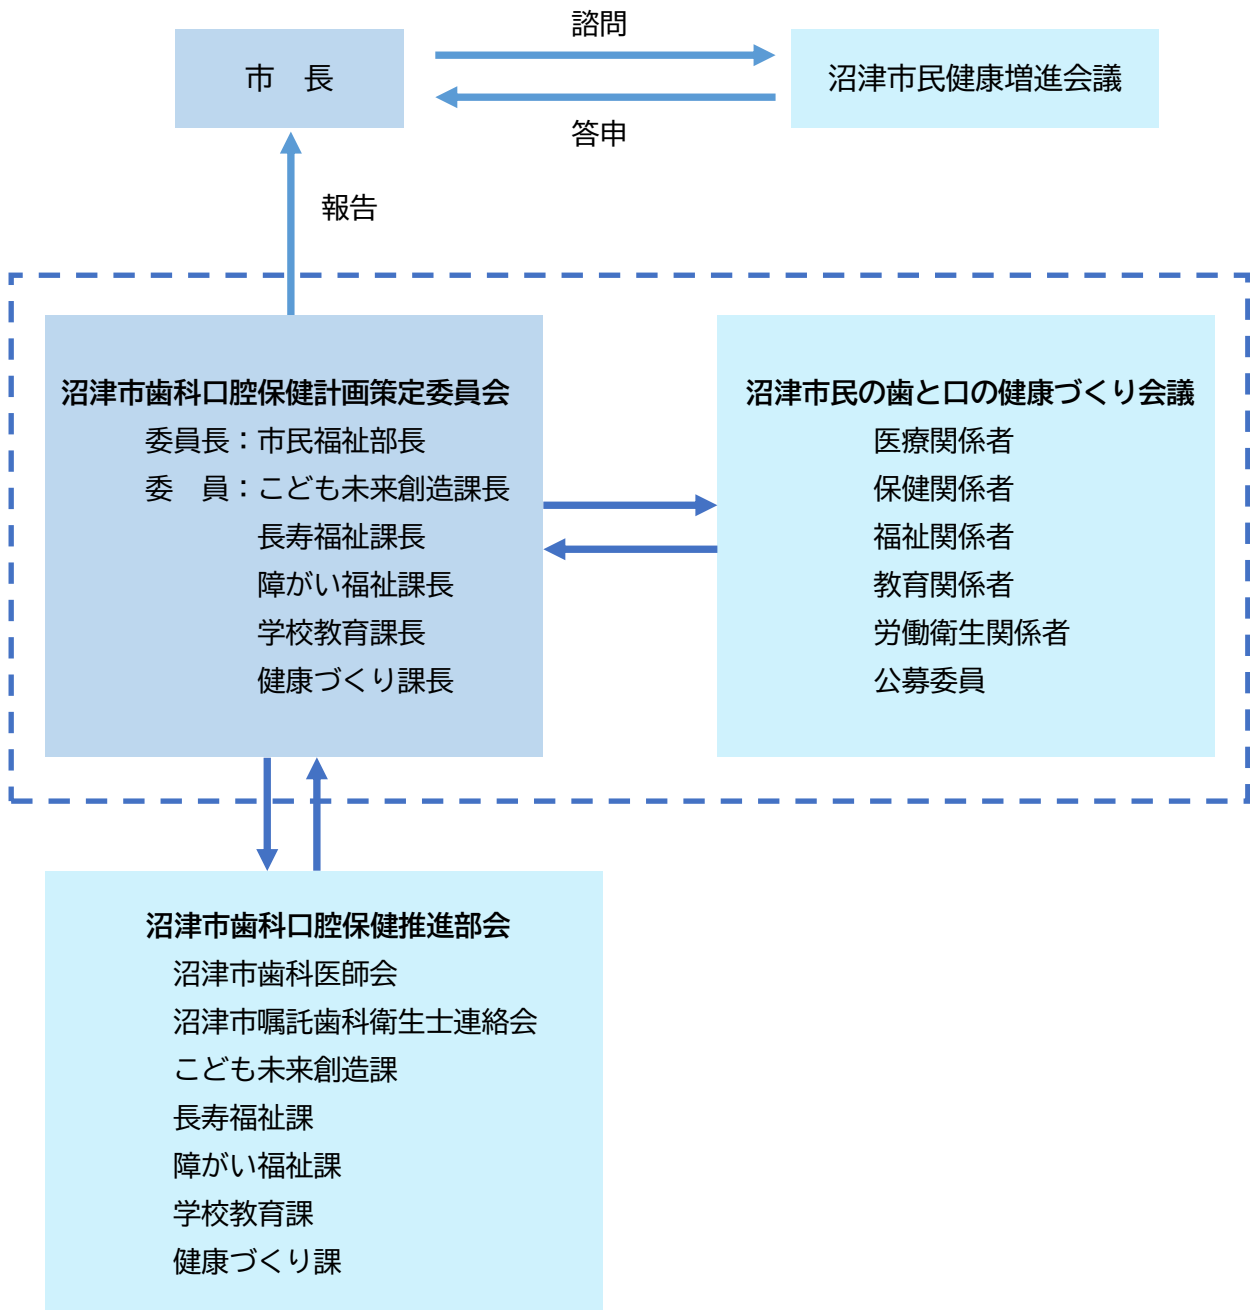 諮問
市　長
沼津市民健康増進会議
答申
報告
沼津市歯科口腔保健計画策定委員会
委員長：市民福祉部長
委　員：こども未来創造課長
長寿福祉課長
障がい福祉課長
学校教育課長
健康づくり課長
沼津市民の歯と口の健康づくり会議
医療関係者
保健関係者
福祉関係者
教育関係者
労働衛生関係者
公募委員
沼津市歯科口腔保健推進部会
沼津市歯科医師会
沼津市嘱託歯科衛生士連絡会
こども未来創造課
長寿福祉課
障がい福祉課
学校教育課
健康づくり課